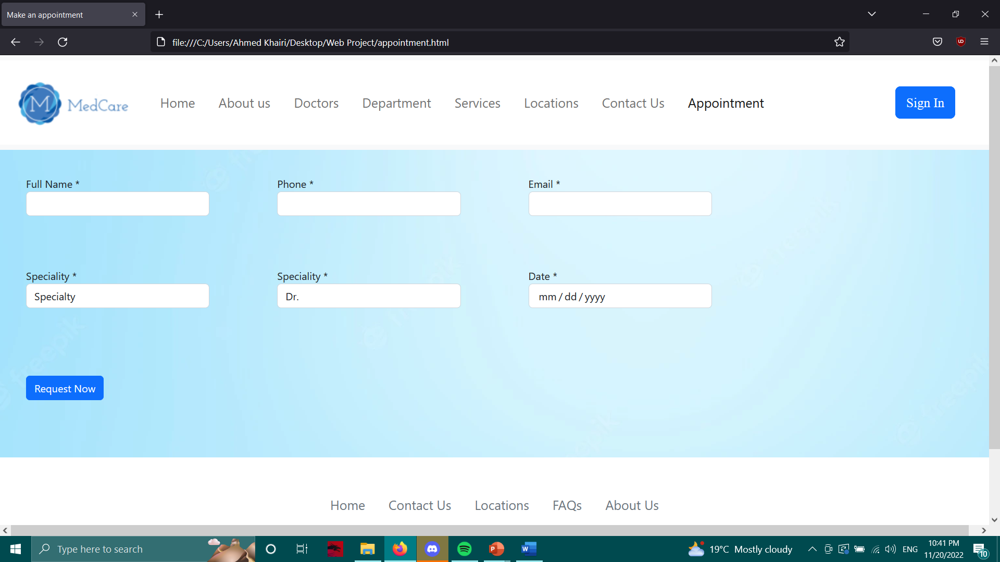 Make an appointment
file:///C:/Users/Ahmed Khairi/Desktop/Web Project/appointment.html
M MedCare Home About us Doctors Department Services Locations Contact Us Appointment Sign In
Full Name * Phone * Email *
Speciality * Speciality * Date *
Specialty Dr. mm / dd / yyyy
freepik
Request Now
Home Contact Us Locations FAQs About Us
Type here to search
19°C Mostly cloudy
ENG
10:41 PM
11/20/2022
10